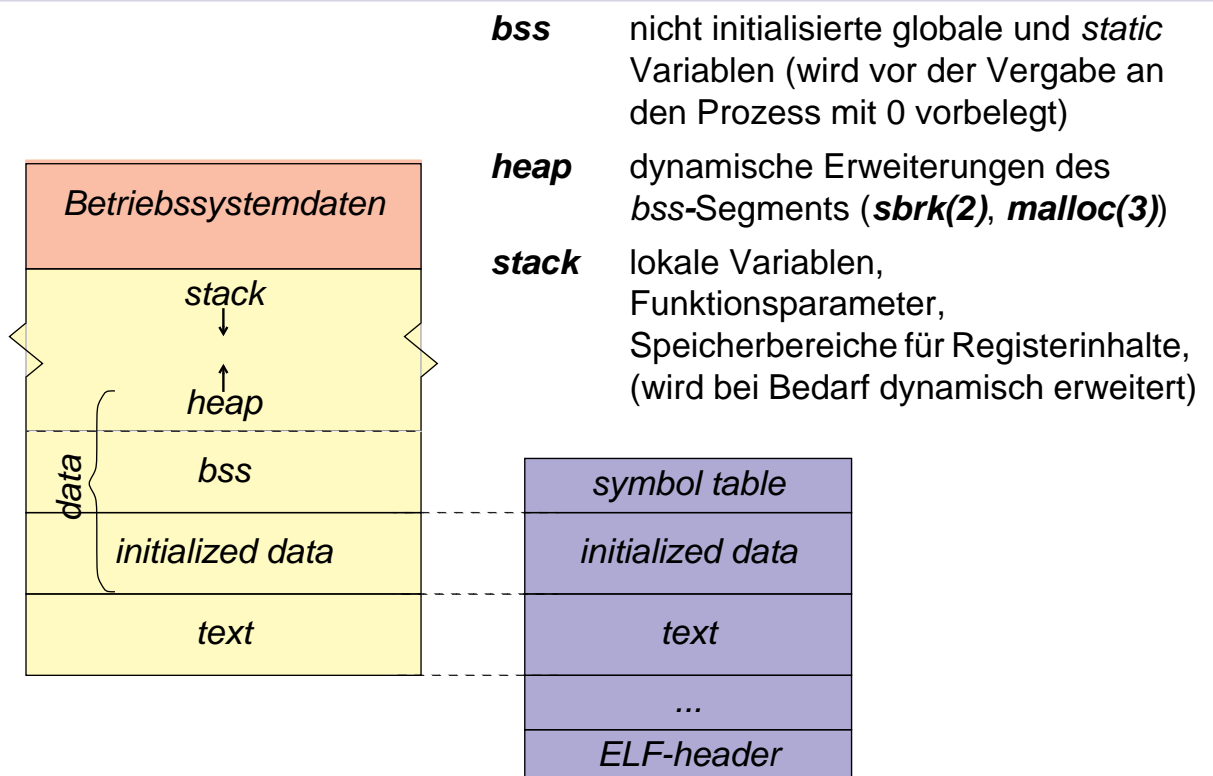 bss nicht initialisierte globale und static
Variablen (wird vor der Vergabe an
den Prozess mit 0 vorbelegt)
heap dynamische Erweiterungen des
bss-Segments (sbrk(2), malloc(3))
stack lokale Variablen,
Funktionsparameter,
Speicherbereiche für Registerinhalte,
(wird bei Bedarf dynamisch erweitert)
Betriebssystemdaten
stack
heap
data
bss
initialized data
text
symbol table
initialized data
text
...
ELF-header